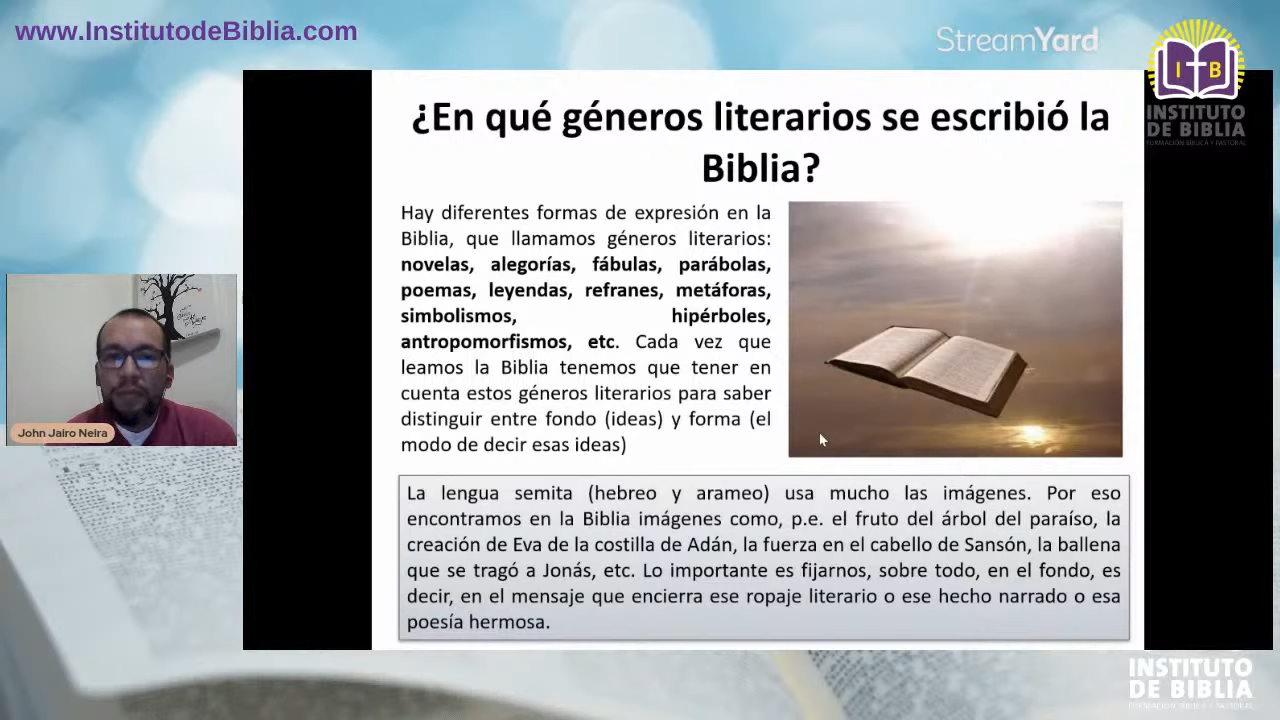 www.InstitutodeBiblia.com
StreamYard
I B
INSTITUTO
DE BIBLIA
FORMACIÓN BÍBLICA Y PASTORAL
¿En qué géneros literarios se escribió la
Biblia?
Hay diferentes formas de expresión en la
Biblia, que llamamos géneros literarios:
novelas, alegorías, fábulas, parábolas,
poemas, leyendas, refranes, metáforas,
simbolismos, hipérboles,
antropomorfismos, etc. Cada vez que
leamos la Biblia tenemos que tener en
cuenta estos géneros literarios para saber
distinguir entre fondo (ideas) y forma (el
modo de decir esas ideas)
John Jairo Neira
La lengua semita (hebreo y arameo) usa mucho las imágenes. Por eso
encontramos en la Biblia imágenes como, p.e. el fruto del árbol del paraíso, la
creación de Eva de la costilla de Adán, la fuerza en el cabello de Sansón, la ballena
que se tragó a Jonás, etc. Lo importante es fijarnos, sobre todo, en el fondo, es
decir, en el mensaje que encierra ese ropaje literario o ese hecho narrado o esa
poesía hermosa.
INSTITUTO
DE BIBLIA
FORMACIÓN BÍBLICA Y PASTORAL